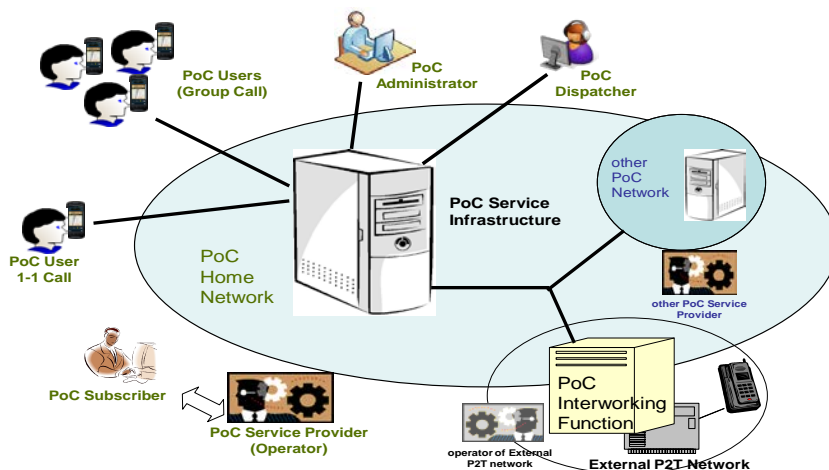 PoC Users
(Group Call)
PoC
Administrator
PoC
Dispatcher
other
PoC
Network
PoC Service
Infrastructure
PoC
Home
Network
PoC User
1-1 Call
other PoC Service
Provider
PoC Subscriber
PoC Service Provider
(Operator)
PoC
Interworking
Function
operator of External
P2T network
External P2T Network